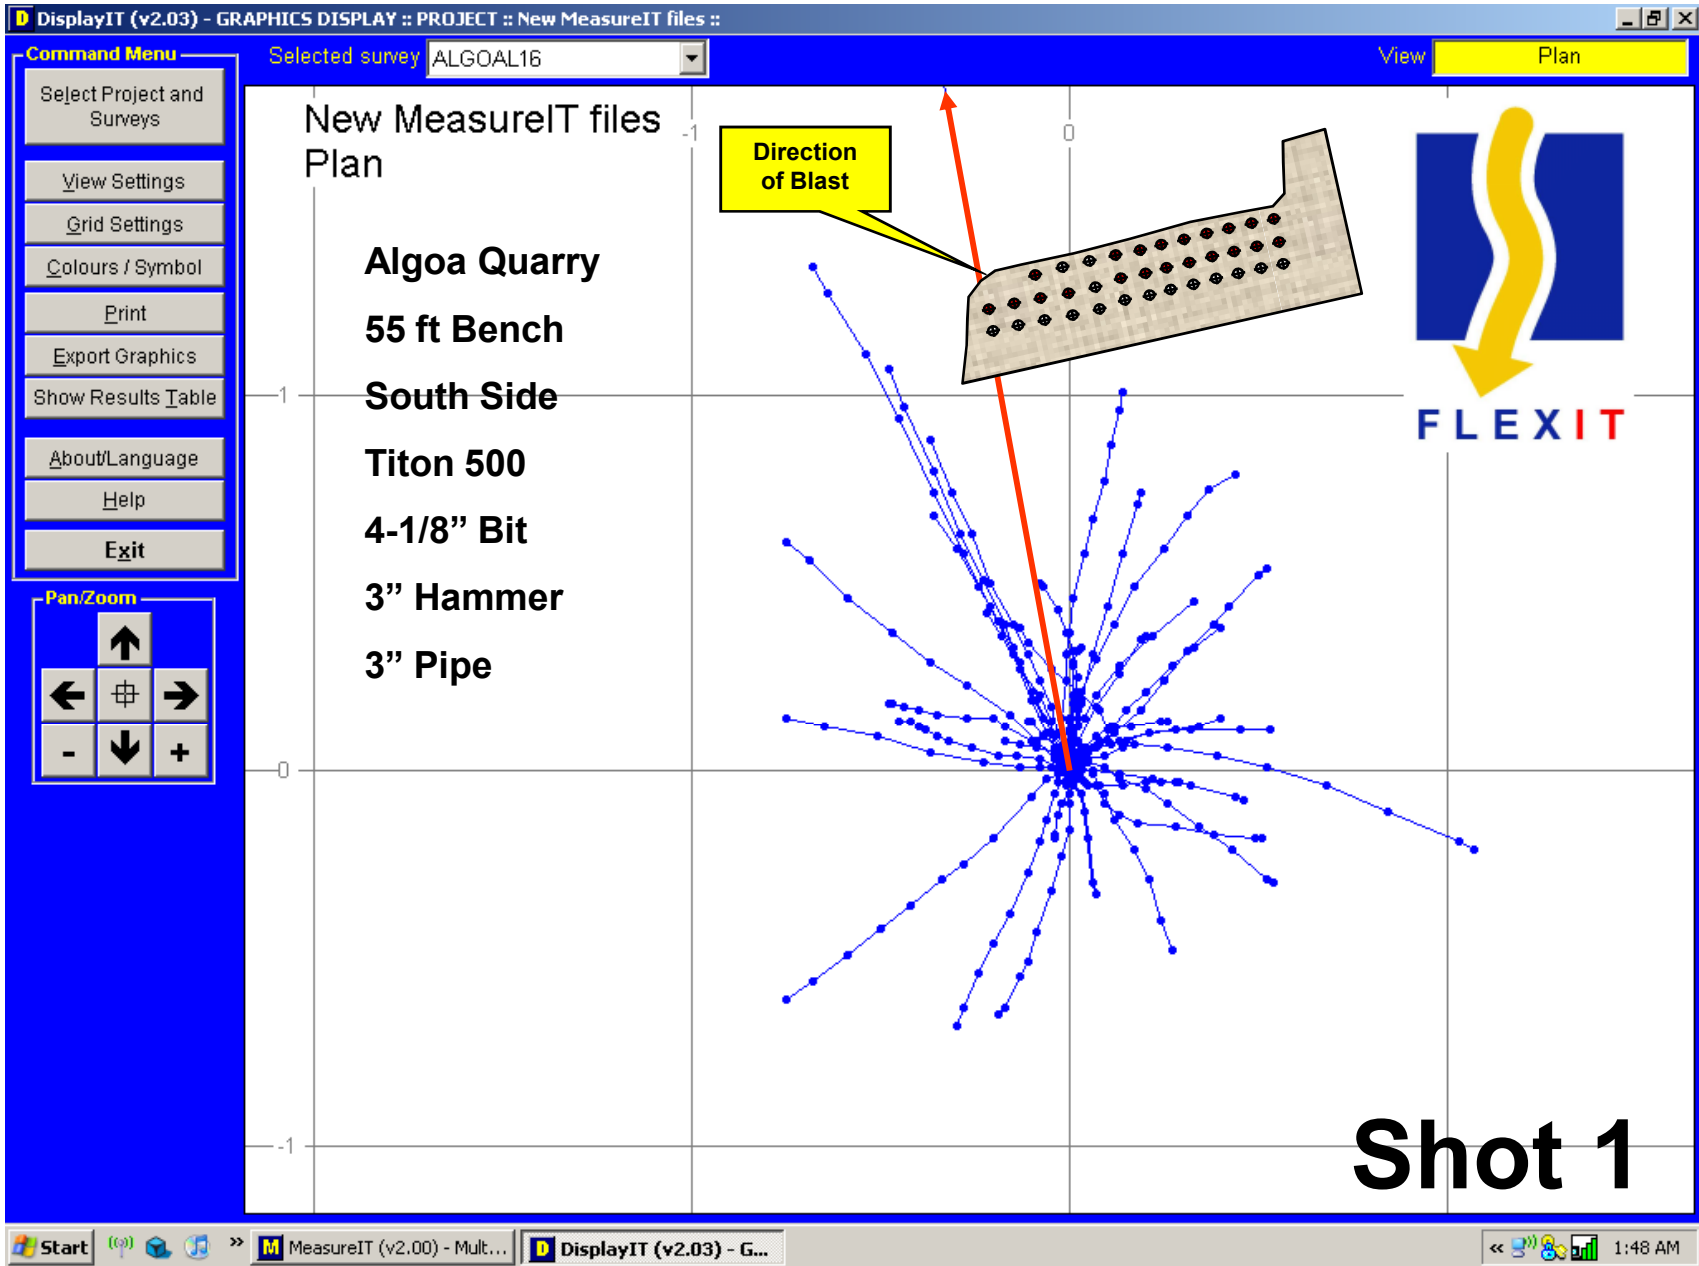 DisplayIT (v2.03) - GRAPHICS DISPLAY :: PROJECT :: New MeasureIT files ::
Command Menu
Selected survey
ALGOAL16
View
Plan
Select Project and
Surveys
View Settings
Grid Settings
Colours / Symbol
Print
Export Graphics
Show Results Table
About/Language
Help
Exit
Pan/Zoom
-
+
New MeasureIT files
Plan
-1
0
Direction
of Blast
Algoa Quarry
55 ft Bench
South Side
Titon 500
4-1/8” Bit
3” Hammer
3” Pipe
1
0
-1
FLEXIT
Shot 1
Start
»
MeasureIT (v2.00) - Mult...
DisplayIT (v2.03) - G...
«
1:48 AM